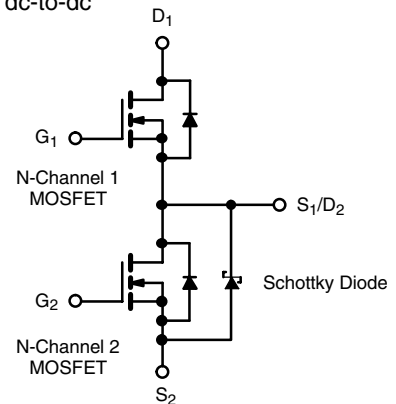 dc-to-dc
D1
G1
N-Channel 1
MOSFET
S1/D2
G2
Schottky Diode
N-Channel 2
MOSFET
S2